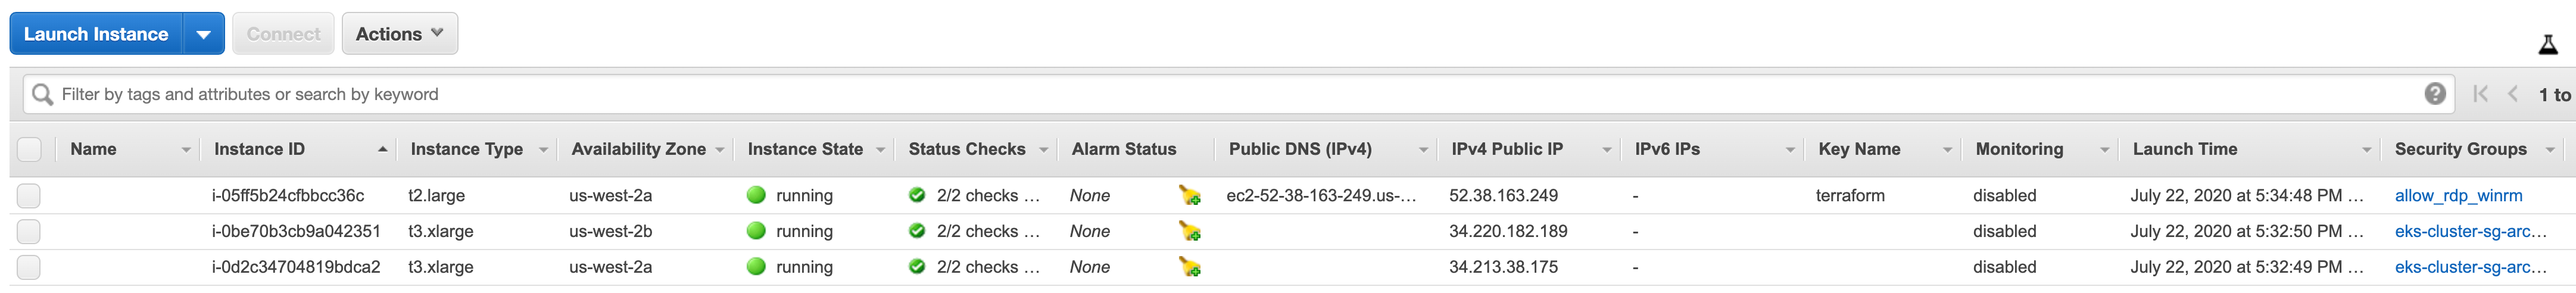 Launch Instance Connect Actions
Filter by tags and attributes or search by keyword ? 1 to
Name Instance ID Instance Type Availability Zone Instance State Status Checks Alarm Status Public DNS (IPv4) IPv4 Public IP IPv6 IPs Key Name Monitoring Launch Time Security Groups
i-05ff5b24cfbbcc36c t2.large us-west-2a running 2/2 checks ... None ec2-52-38-163-249.us-... 52.38.163.249 - terraform disabled July 22, 2020 at 5:34:48 PM ... allow_rdp_winrm
i-0be70b3cb9a042351 t3.xlarge us-west-2b running 2/2 checks ... None 34.220.182.189 - disabled July 22, 2020 at 5:32:50 PM ... eks-cluster-sg-arc...
i-0d2c34704819bdca2 t3.xlarge us-west-2a running 2/2 checks ... None 34.213.38.175 - disabled July 22, 2020 at 5:32:49 PM ... eks-cluster-sg-arc...